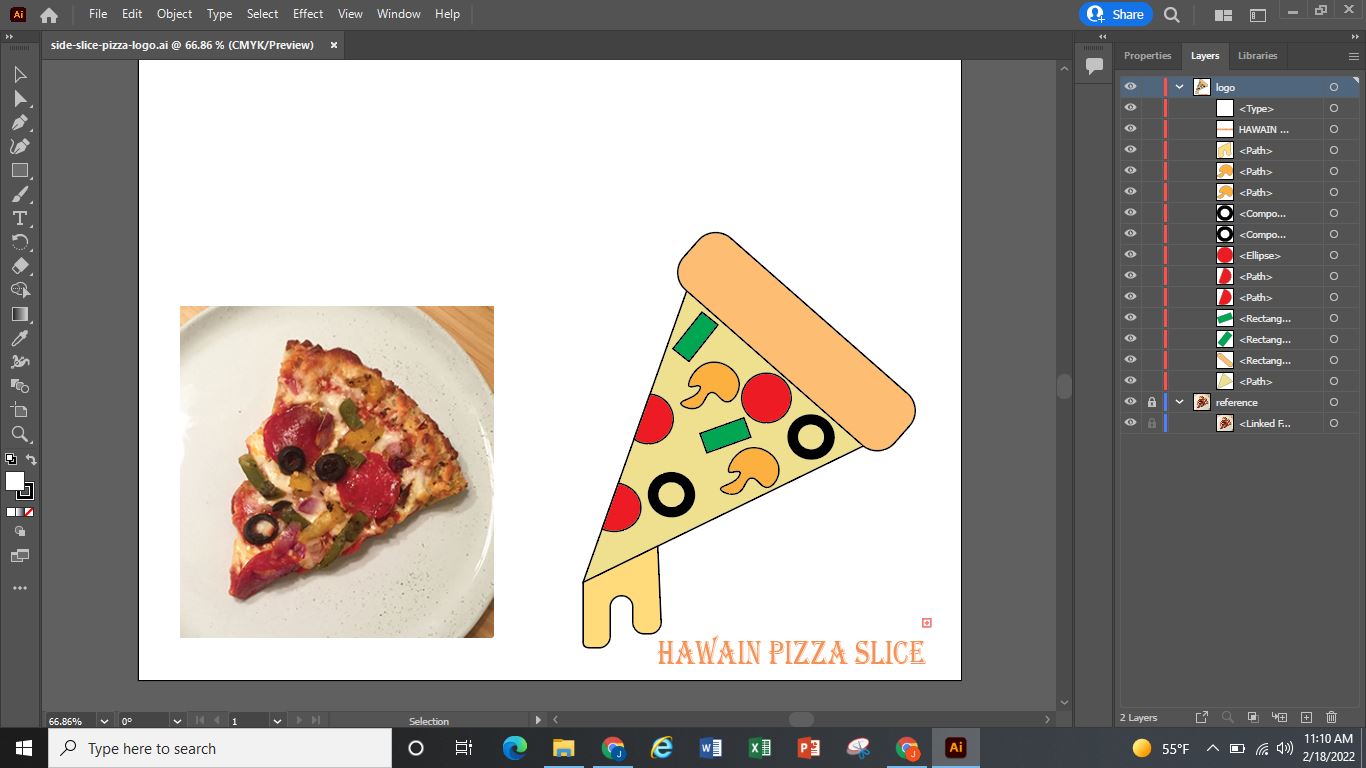 Ai File Edit Object Type Select Effect View Window Help Share
side-slice-pizza-logo.ai @ 66.86 % (CMYK/Preview) ×
Properties Layers Libraries
logo
<Type>
HAWAIN ...
<Path>
<Path>
<Path>
<Compo...
<Compo...
<Ellipse>
<Path>
<Path>
<Rectang...
<Rectang...
<Rectang...
<Path>
reference
<Linked F...
HAWAIN PIZZA SLICE
66.86% 0° 1 Selection
2 Layers
Type here to search
Ai
55°F
11:10 AM
2/18/2022